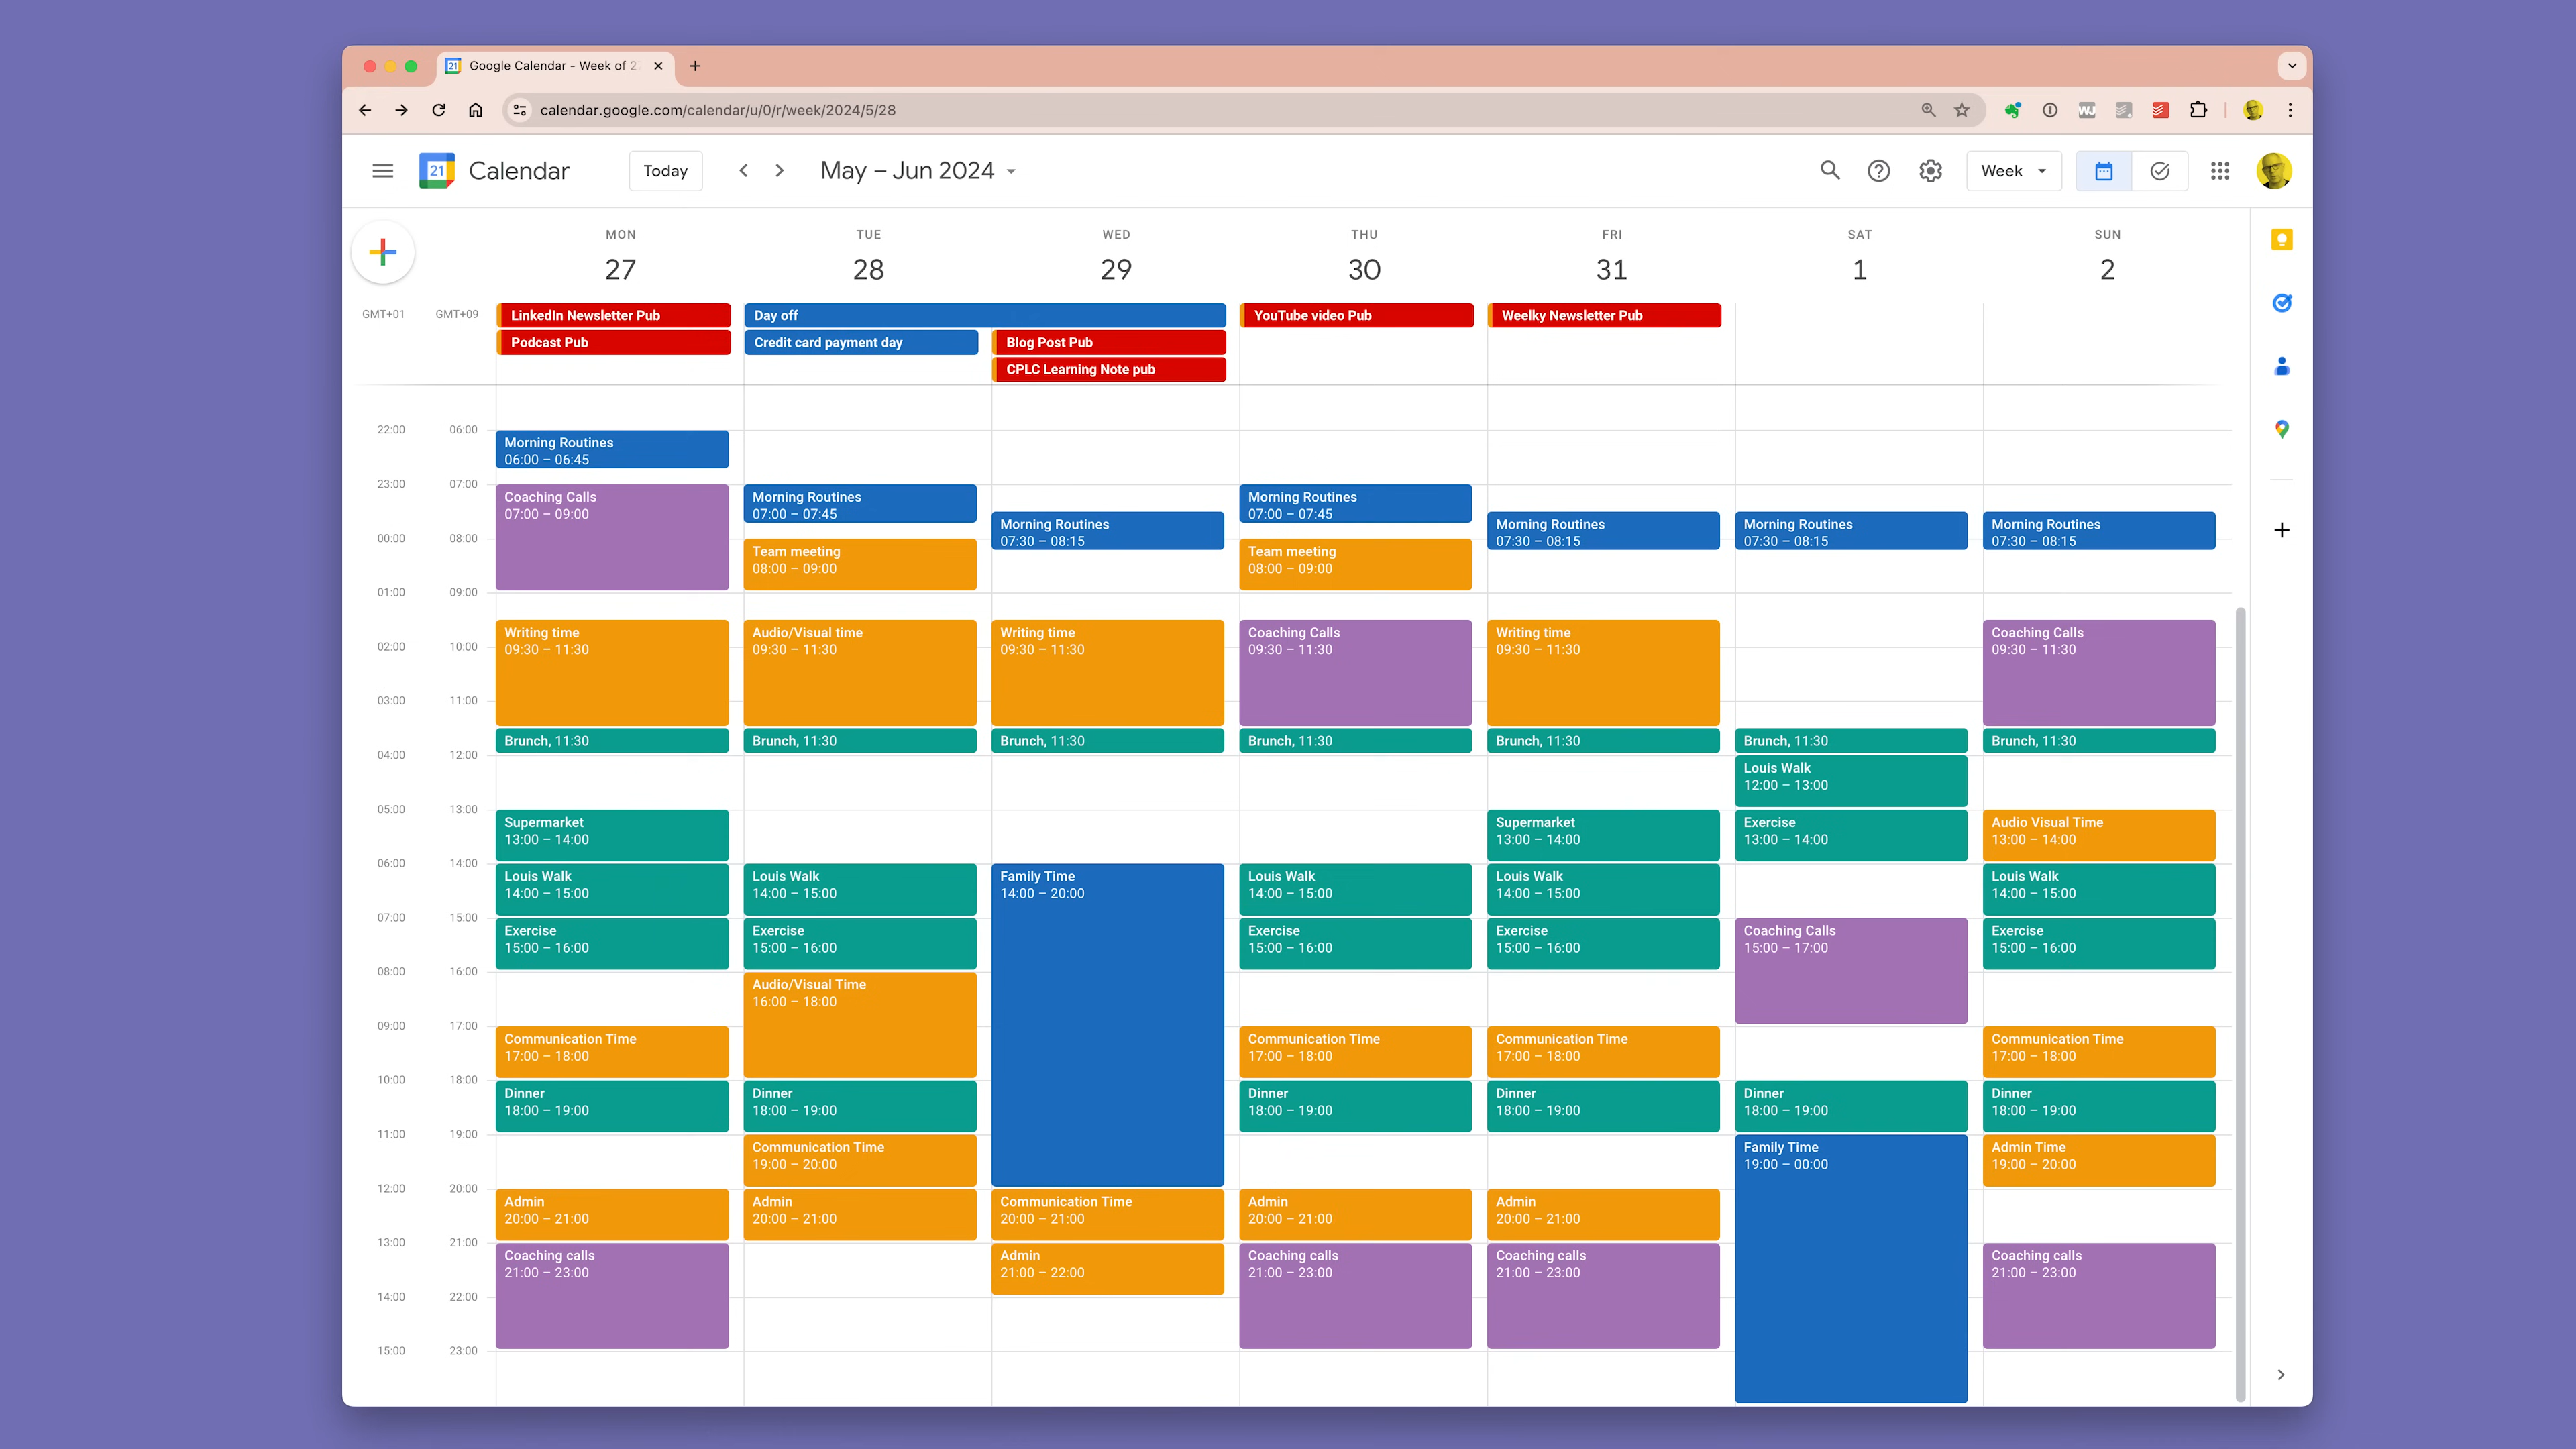 Google Calendar - Week of 2
calendar.google.com/calendar/u/0/r/week/2024/5/28
WJ
21
Calendar
Today
May – Jun 2024
Week
MON
27
TUE
28
WED
29
THU
30
FRI
31
SAT
1
SUN
2
GMT+01
GMT+09
LinkedIn Newsletter Pub
Podcast Pub
Day off
Credit card payment day
Blog Post Pub
CPLC Learning Note pub
YouTube video Pub
Weelky Newsletter Pub
22:00 06:00
23:00 07:00
00:00 08:00
01:00 09:00
02:00 10:00
03:00 11:00
04:00 12:00
05:00 13:00
06:00 14:00
07:00 15:00
08:00 16:00
09:00 17:00
10:00 18:00
11:00 19:00
12:00 20:00
13:00 21:00
14:00 22:00
15:00 23:00
Morning Routines
06:00 – 06:45
Coaching Calls
07:00 – 09:00
Writing time
09:30 – 11:30
Brunch, 11:30
Supermarket
13:00 – 14:00
Louis Walk
14:00 – 15:00
Exercise
15:00 – 16:00
Communication Time
17:00 – 18:00
Dinner
18:00 – 19:00
Admin
20:00 – 21:00
Coaching calls
21:00 – 23:00
Morning Routines
07:00 – 07:45
Team meeting
08:00 – 09:00
Audio/Visual time
09:30 – 11:30
Brunch, 11:30
Louis Walk
14:00 – 15:00
Exercise
15:00 – 16:00
Audio/Visual Time
16:00 – 18:00
Dinner
18:00 – 19:00
Communication Time
19:00 – 20:00
Admin
20:00 – 21:00
Morning Routines
07:30 – 08:15
Writing time
09:30 – 11:30
Brunch, 11:30
Family Time
14:00 – 20:00
Communication Time
20:00 – 21:00
Admin
21:00 – 22:00
Morning Routines
07:00 – 07:45
Team meeting
08:00 – 09:00
Coaching Calls
09:30 – 11:30
Brunch, 11:30
Louis Walk
14:00 – 15:00
Exercise
15:00 – 16:00
Communication Time
17:00 – 18:00
Dinner
18:00 – 19:00
Admin
20:00 – 21:00
Coaching calls
21:00 – 23:00
Morning Routines
07:30 – 08:15
Writing time
09:30 – 11:30
Brunch, 11:30
Supermarket
13:00 – 14:00
Louis Walk
14:00 – 15:00
Exercise
15:00 – 16:00
Communication Time
17:00 – 18:00
Dinner
18:00 – 19:00
Admin
20:00 – 21:00
Coaching calls
21:00 – 23:00
Morning Routines
07:30 – 08:15
Brunch, 11:30
Louis Walk
12:00 – 13:00
Exercise
13:00 – 14:00
Coaching Calls
15:00 – 17:00
Dinner
18:00 – 19:00
Family Time
19:00 – 00:00
Morning Routines
07:30 – 08:15
Coaching Calls
09:30 – 11:30
Brunch, 11:30
Audio Visual Time
13:00 – 14:00
Louis Walk
14:00 – 15:00
Exercise
15:00 – 16:00
Communication Time
17:00 – 18:00
Dinner
18:00 – 19:00
Admin Time
19:00 – 20:00
Coaching calls
21:00 – 23:00